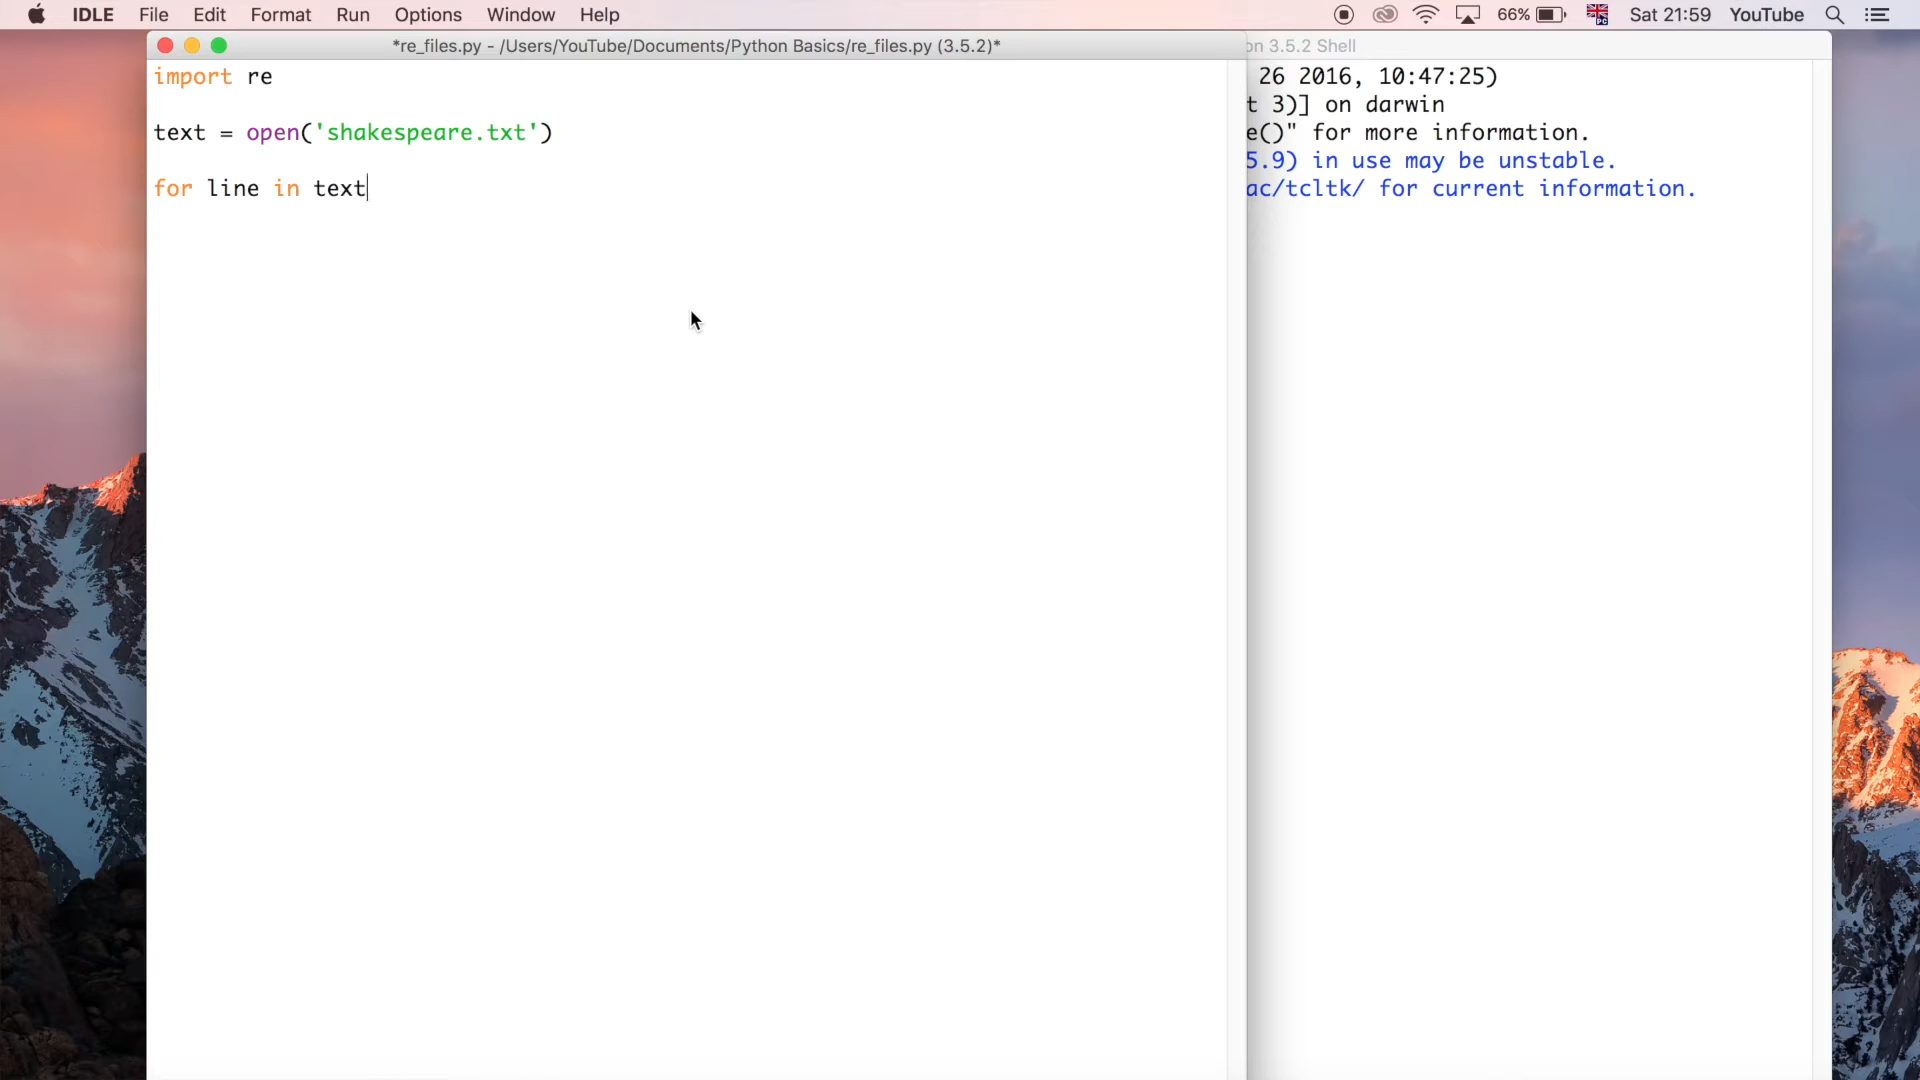 IDLE File Edit Format Run Options Window Help 66% Sat 21:59 YouTube
*re_files.py - /Users/YouTube/Documents/Python Basics/re_files.py (3.5.2)*
import re
text = open('shakespeare.txt')
for line in text
on 3.5.2 Shell
26 2016, 10:47:25)
t 3)] on darwin
e()" for more information.
5.9) in use may be unstable.
ac/tcltk/ for current information.